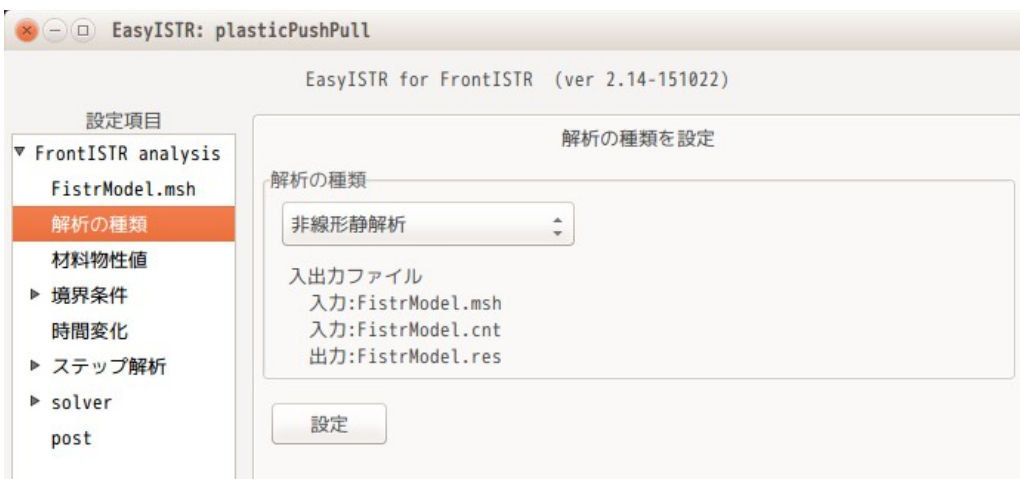 EasyISTR: plasticPushPull
EasyISTR for FrontISTR (ver 2.14-151022)
設定項目
FrontISTR analysis
FistrModel.msh
解析の種類
材料物性値
境界条件
時間変化
ステップ解析
solver
post
解析の種類を設定
解析の種類
非線形静解析
入出力ファイル
入力:FistrModel.msh
入力:FistrModel.cnt
出力:FistrModel.res
設定